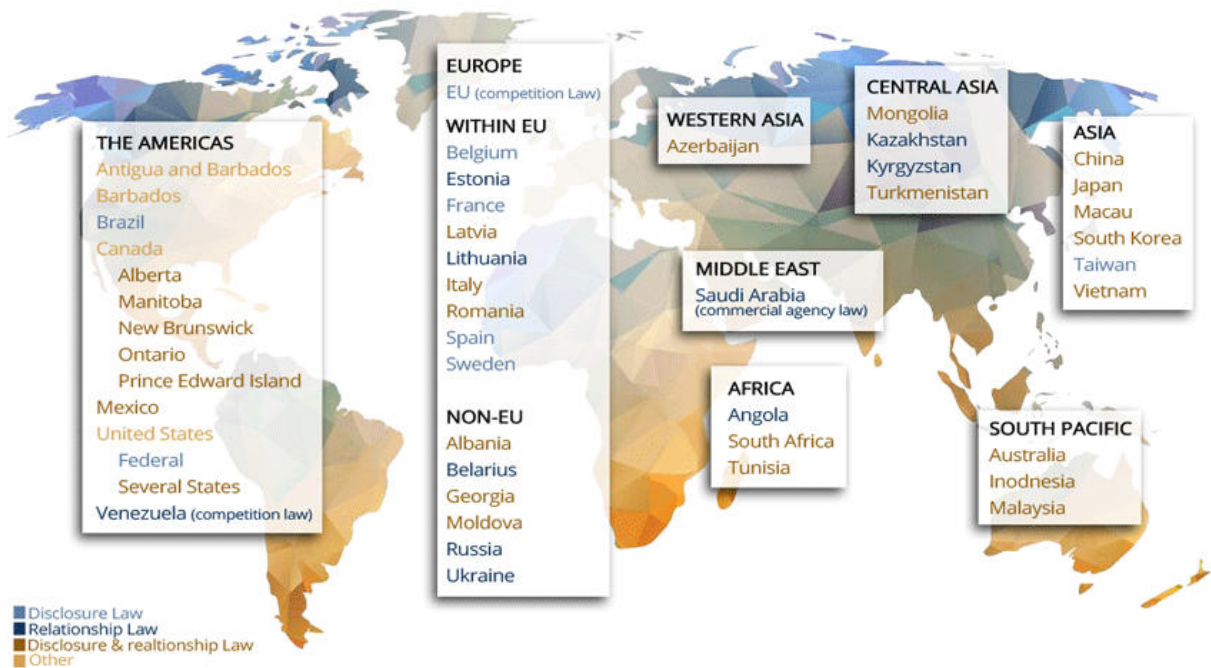 THE AMERICAS
Antigua and Barbados
Barbados
Brazil
Canada
Alberta
Manitoba
New Brunswick
Ontario
Prince Edward Island
Mexico
United States
Federal
Several States
Venezuela (competition law)
EUROPE
EU (competition Law)
WITHIN EU
Belgium
Estonia
France
Latvia
Lithuania
Italy
Romania
Spain
Sweden
NON-EU
Albania
Belarius
Georgia
Moldova
Russia
Ukraine
WESTERN ASIA
Azerbaijan
MIDDLE EAST
Saudi Arabia
(commercial agency law)
AFRICA
Angola
South Africa
Tunisia
CENTRAL ASIA
Mongolia
Kazakhstan
Kyrgyzstan
Turkmenistan
ASIA
China
Japan
Macau
South Korea
Taiwan
Vietnam
SOUTH PACIFIC
Australia
Inodnesia
Malaysia
Disclosure Law
Relationship Law
Disclosure & realtionship Law
Other